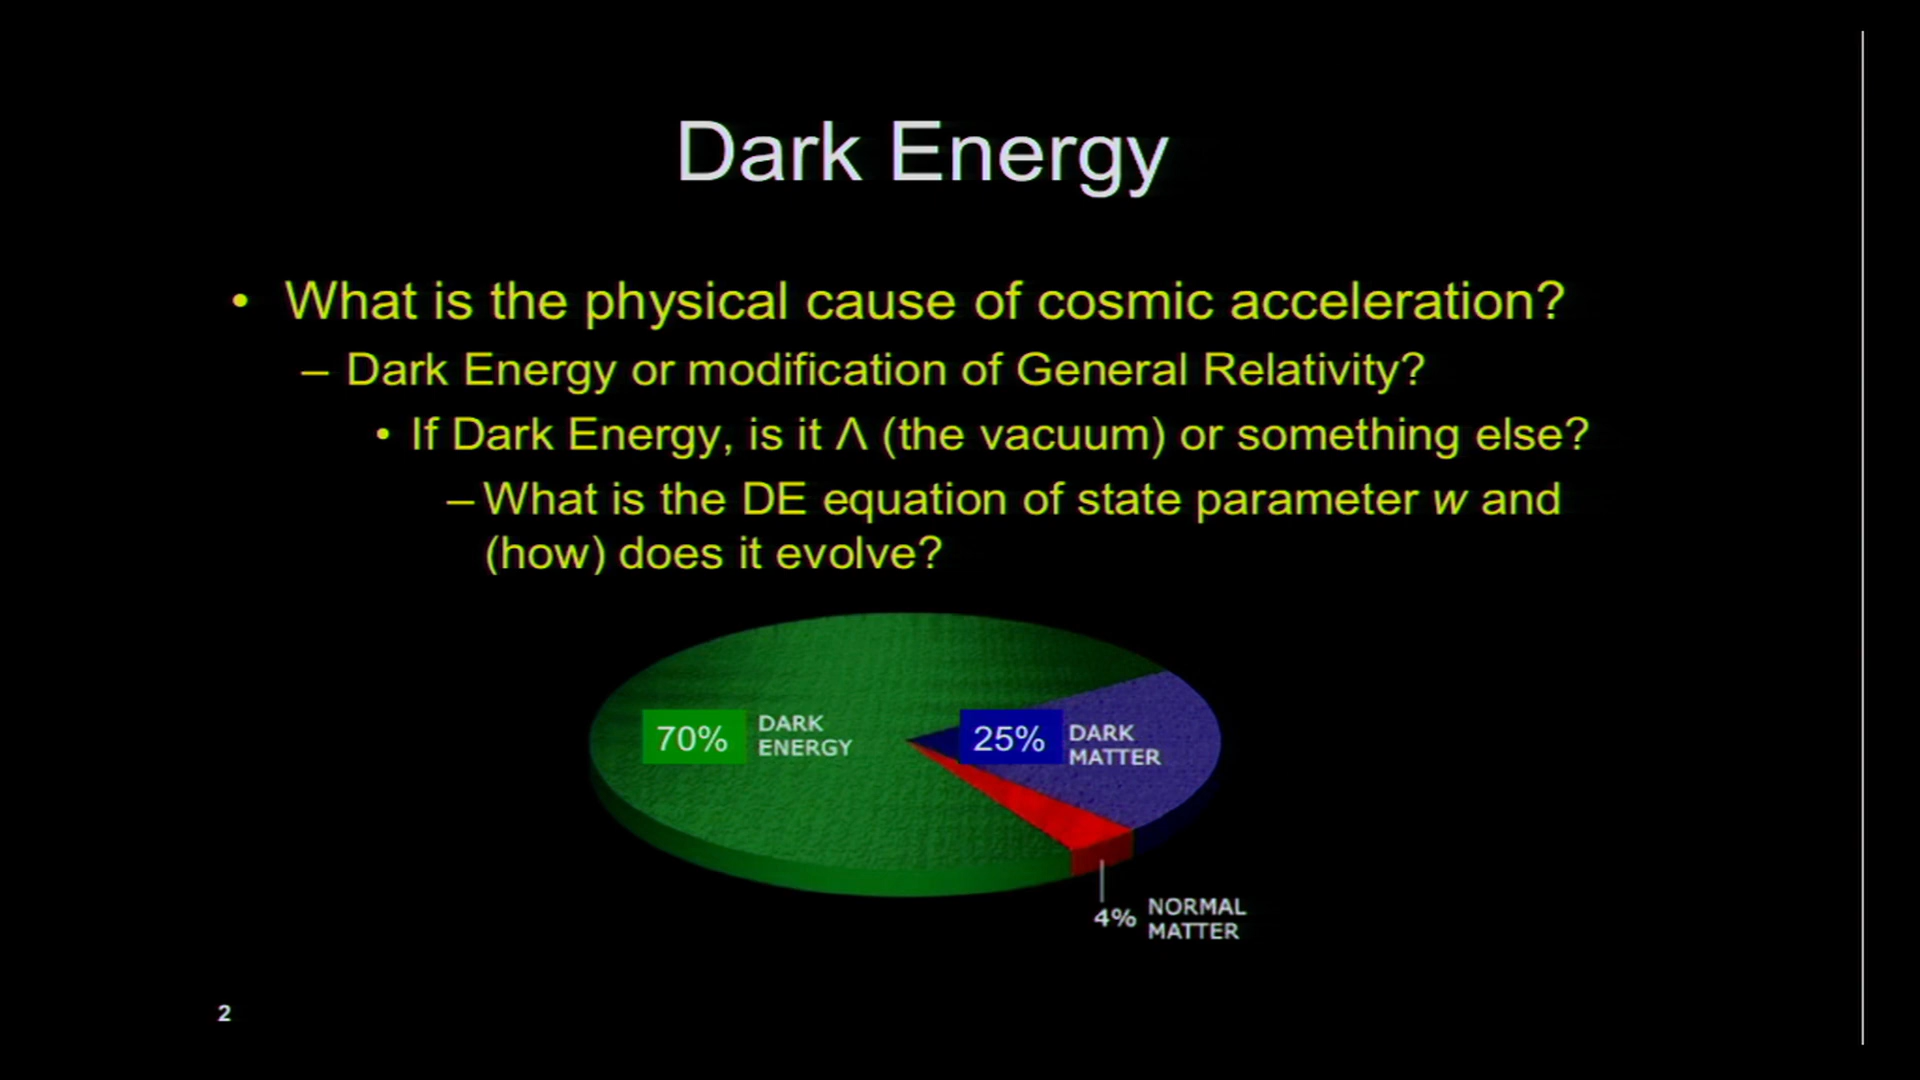 Dark Energy
• What is the physical cause of cosmic acceleration?
– Dark Energy or modification of General Relativity?
• If Dark Energy, is it Λ (the vacuum) or something else?
– What is the DE equation of state parameter w and
(how) does it evolve?
70% DARK
ENERGY
25% DARK
MATTER
4% NORMAL
MATTER
2